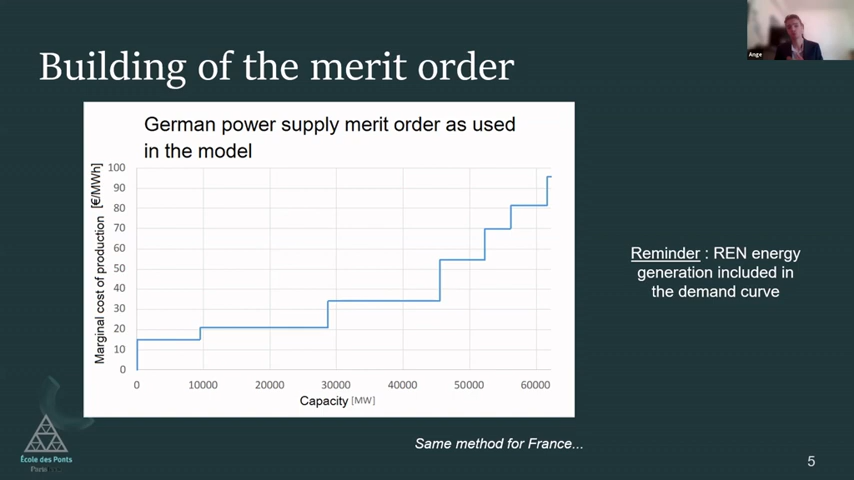 Building of the merit order
Ange
German power supply merit order as used
in the model
Marginal cost of production [€/MWh]
100
90
80
70
60
50
40
30
20
10
0
0 10000 20000 30000 40000 50000 60000
Capacity [MW]
Reminder : REN energy
generation included in
the demand curve
Same method for France...
École des Ponts
5